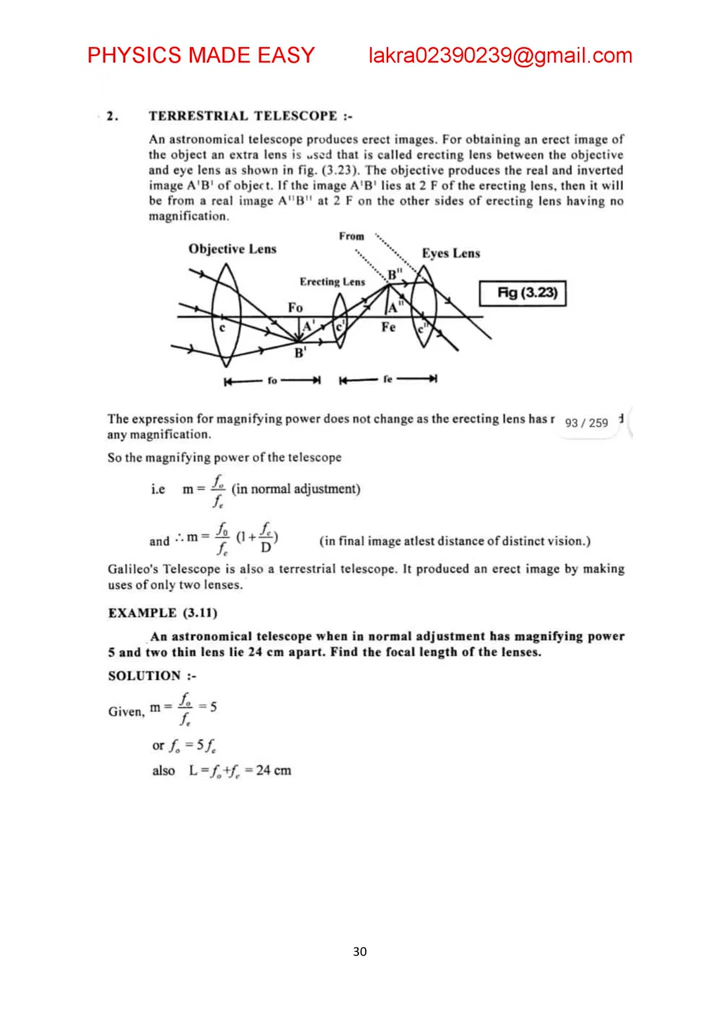 PHYSICS MADE EASY lakra02390239@gmail.com
2. TERRESTRIAL TELESCOPE :-
An astronomical telescope produces erect images. For obtaining an erect image of
the object an extra lens is used that is called erecting lens between the objective
and eye lens as shown in fig. (3.23). The objective produces the real and inverted
image A'B' of object. If the image A'B' lies at 2 F of the erecting lens, then it will
be from a real image A''B'' at 2 F on the other sides of erecting lens having no
magnification.
From
Objective Lens
Eyes Lens
Erecting Lens
B''
Fig (3.23)
Fo
A''
c
A'
c'
Fe
c''
B'
fo
fe
The expression for magnifying power does not change as the erecting lens has
93 / 259
any magnification.
So the magnifying power of the telescope
i.e m = fo/fe (in normal adjustment)
and ∴ m = f0/fe (1 + fe/D) (in final image atlest distance of distinct vision.)
Galileo's Telescope is also a terrestrial telescope. It produced an erect image by making
uses of only two lenses.
EXAMPLE (3.11)
An astronomical telescope when in normal adjustment has magnifying power
5 and two thin lens lie 24 cm apart. Find the focal length of the lenses.
SOLUTION :-
Given, m = fo/fe = 5
or fo = 5 fe
also L = fo + fe = 24 cm
30